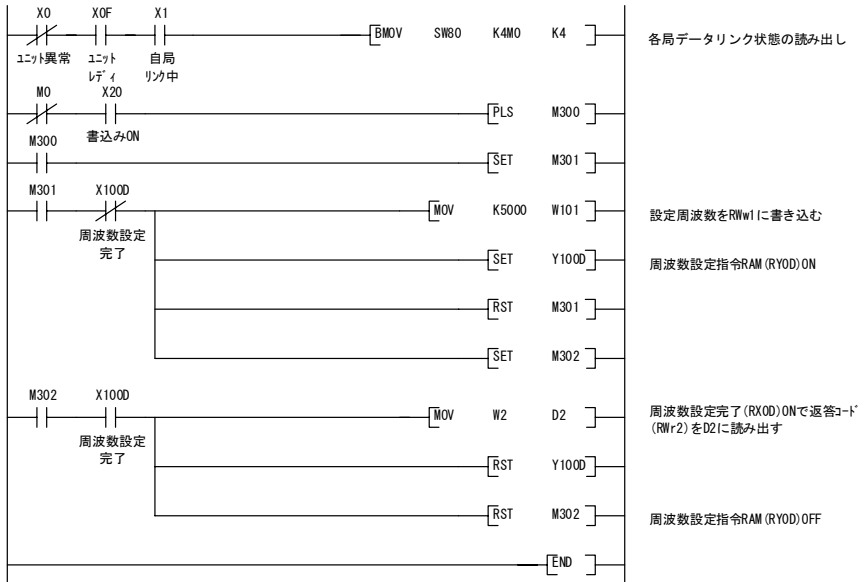 X0 X0F X1
BMOV SW80 K4M0 K4 各局データリンク状態の読み出し
ユニット異常 ユニットレディ 自局リンク中
M0 X20
PLS M300
書込みON
M300
SET M301
M301 X100D
MOV K5000 W101 設定周波数をRWw1に書き込む
周波数設定
完了
SET Y100D 周波数設定指令RAM(RY0D)ON
RST M301
SET M302
M302 X100D
MOV W2 D2 周波数設定完了(RX0D)ONで返答コード
(RWr2)をD2に読み出す
周波数設定
完了
RST Y100D
RST M302 周波数設定指令RAM(RY0D)OFF
END